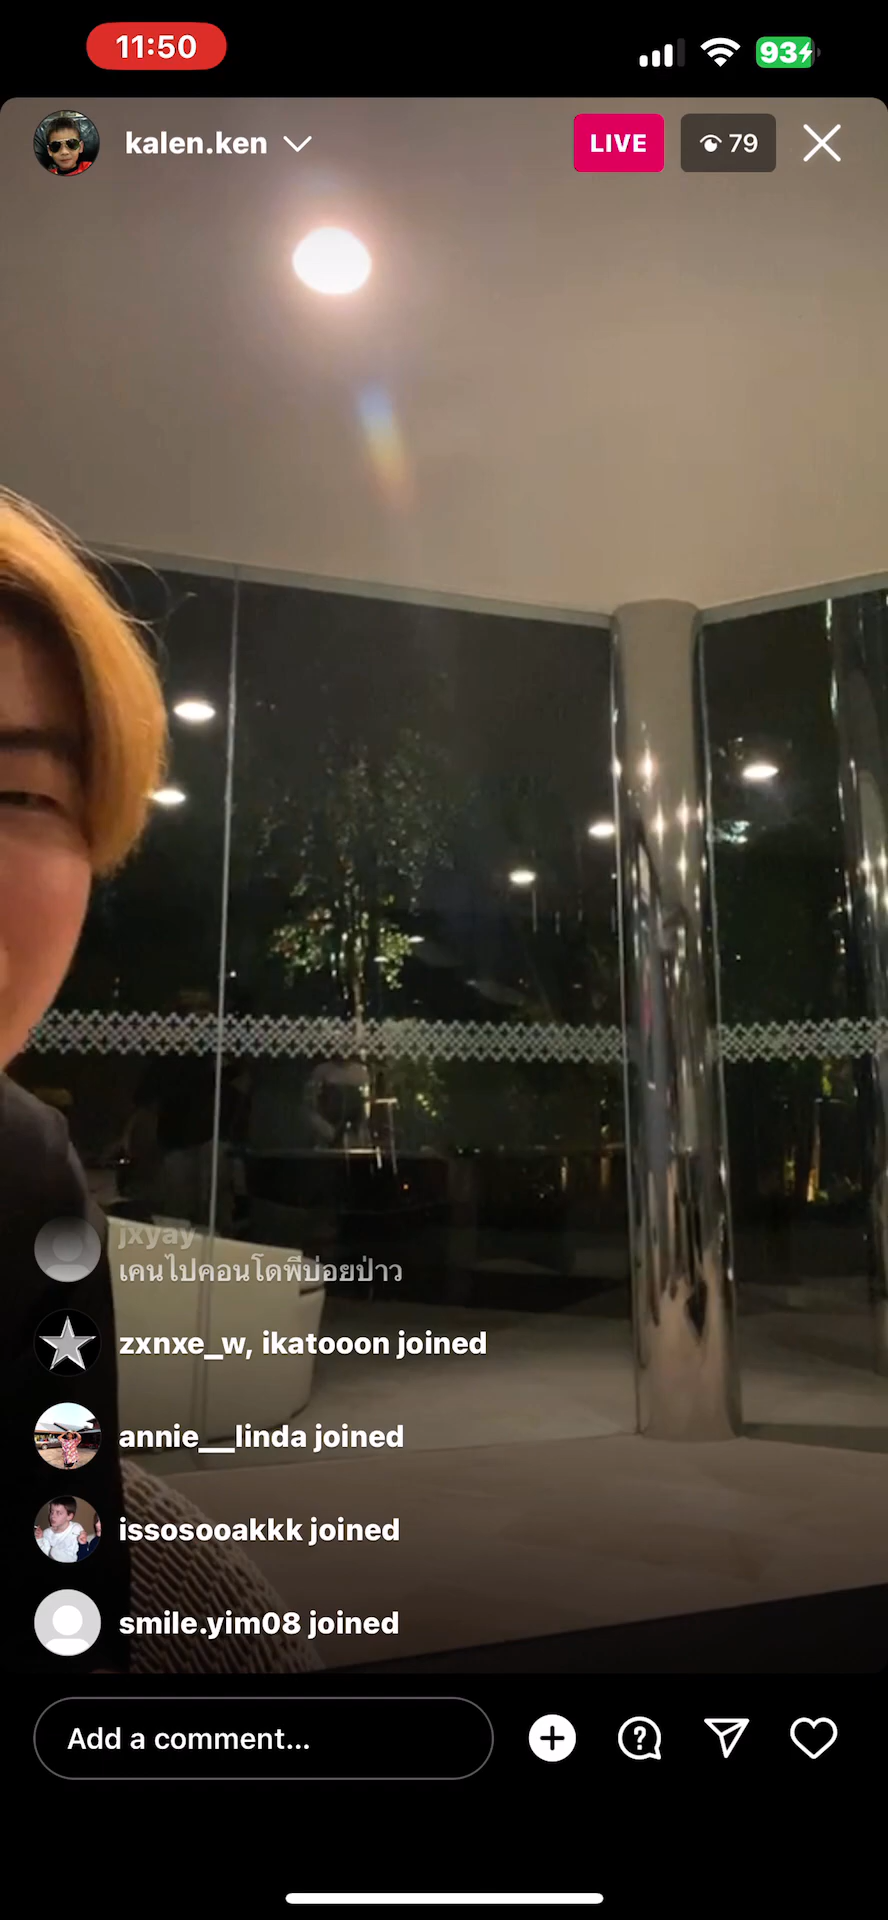 11:50
93
kalen.ken
LIVE
79
jxyay
เคนไปคอนโดพีบ่อยป่าว
zxnxe_w, ikatooon joined
annie__linda joined
issosooakkk joined
smile.yim08 joined
Add a comment...